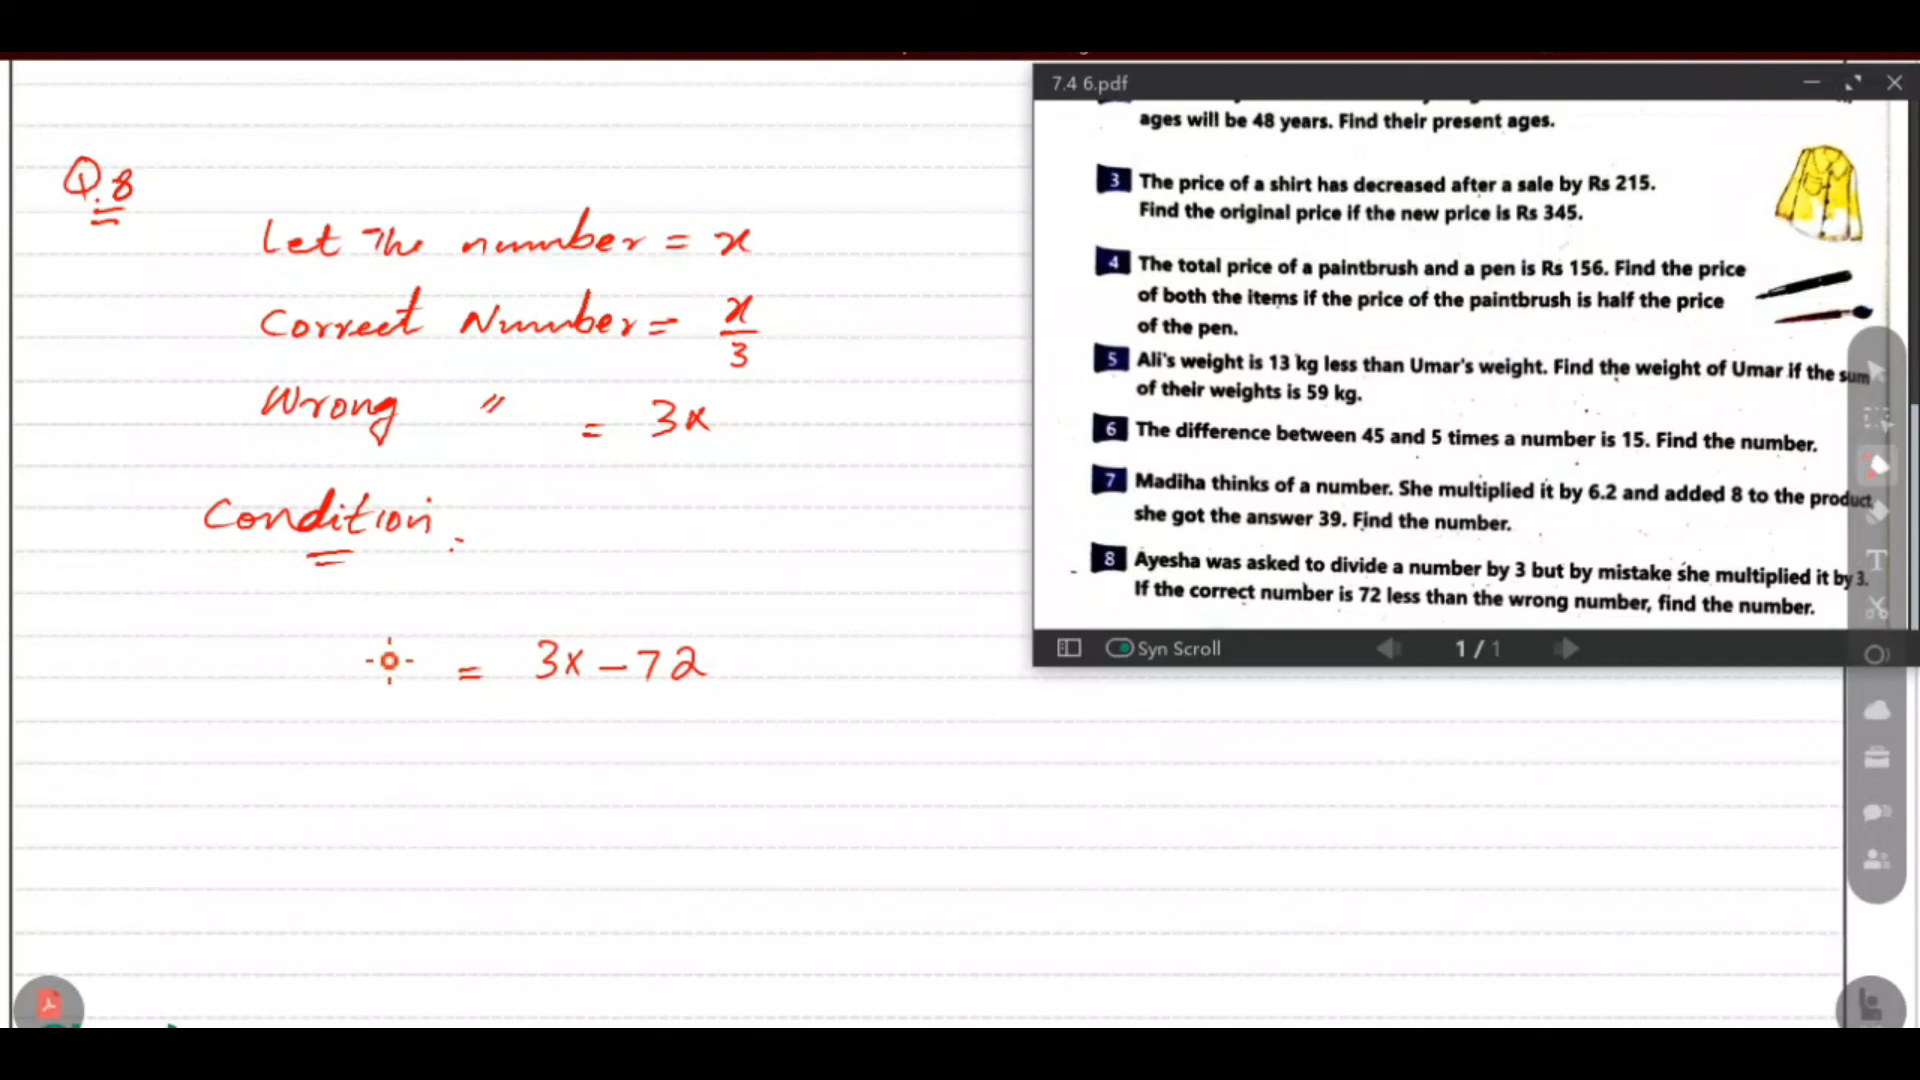 7.4 6.pdf
ages will be 48 years. Find their present ages.
3 The price of a shirt has decreased after a sale by Rs 215.
Find the original price if the new price is Rs 345.
4 The total price of a paintbrush and a pen is Rs 156. Find the price
of both the items if the price of the paintbrush is half the price
of the pen.
5 Ali's weight is 13 kg less than Umar's weight. Find the weight of Umar if the sum
of their weights is 59 kg.
6 The difference between 45 and 5 times a number is 15. Find the number.
7 Madiha thinks of a number. She multiplied it by 6.2 and added 8 to the product
she got the answer 39. Find the number.
8 Ayesha was asked to divide a number by 3 but by mistake she multiplied it by 3.
If the correct number is 72 less than the wrong number, find the number.
Syn Scroll 1 / 1
Q.8
Let The number = x
Correct Number = x/3
Wrong " = 3x
Condition:
= 3x - 72